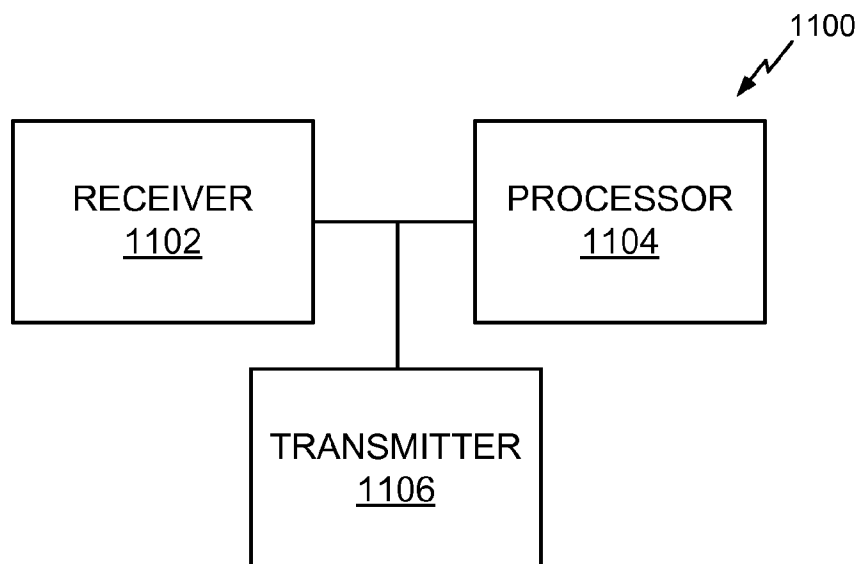 1100
RECEIVER
1102
PROCESSOR
1104
TRANSMITTER
1106